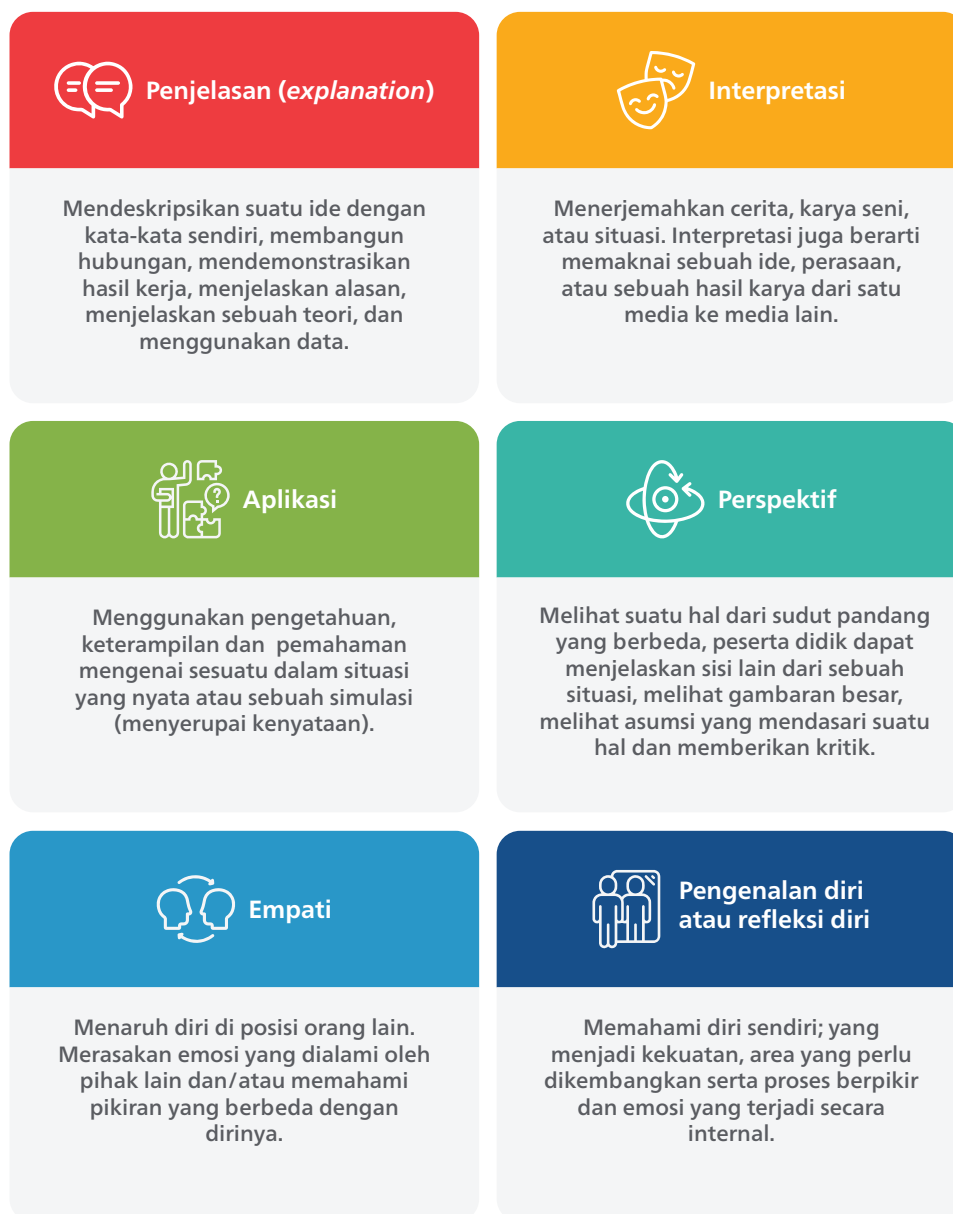 Penjelasan (explanation)
Mendeskripsikan suatu ide dengan
kata-kata sendiri, membangun
hubungan, mendemonstrasikan
hasil kerja, menjelaskan alasan,
menjelaskan sebuah teori, dan
menggunakan data.
Interpretasi
Menerjemahkan cerita, karya seni,
atau situasi. Interpretasi juga berarti
memaknai sebuah ide, perasaan,
atau sebuah hasil karya dari satu
media ke media lain.
Aplikasi
Menggunakan pengetahuan,
keterampilan dan  pemahaman
mengenai sesuatu dalam situasi
yang nyata atau sebuah simulasi
(menyerupai kenyataan).
Perspektif
Melihat suatu hal dari sudut pandang
yang berbeda, peserta didik dapat
menjelaskan sisi lain dari sebuah
situasi, melihat gambaran besar,
melihat asumsi yang mendasari suatu
hal dan memberikan kritik.
Empati
Menaruh diri di posisi orang lain.
Merasakan emosi yang dialami oleh
pihak lain dan/atau memahami
pikiran yang berbeda dengan
dirinya.
Pengenalan diri
atau refleksi diri
Memahami diri sendiri; yang
menjadi kekuatan, area yang perlu
dikembangkan serta proses berpikir
dan emosi yang terjadi secara
internal.